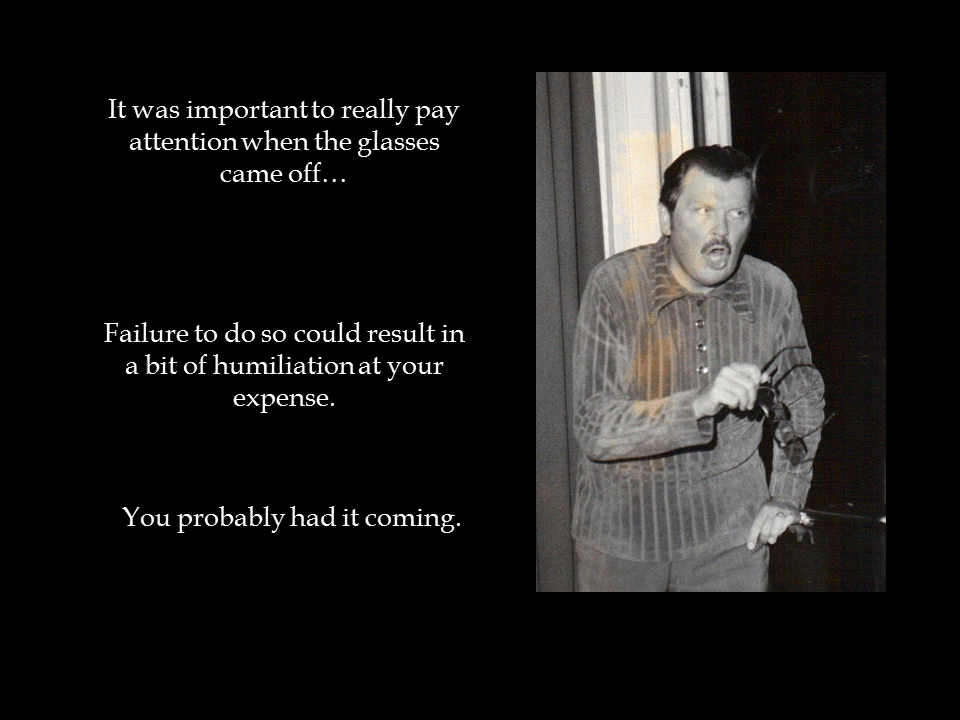 It was important to really pay
attention when the glasses
came off…
Failure to do so could result in
a bit of humiliation at your
expense.
You probably had it coming.